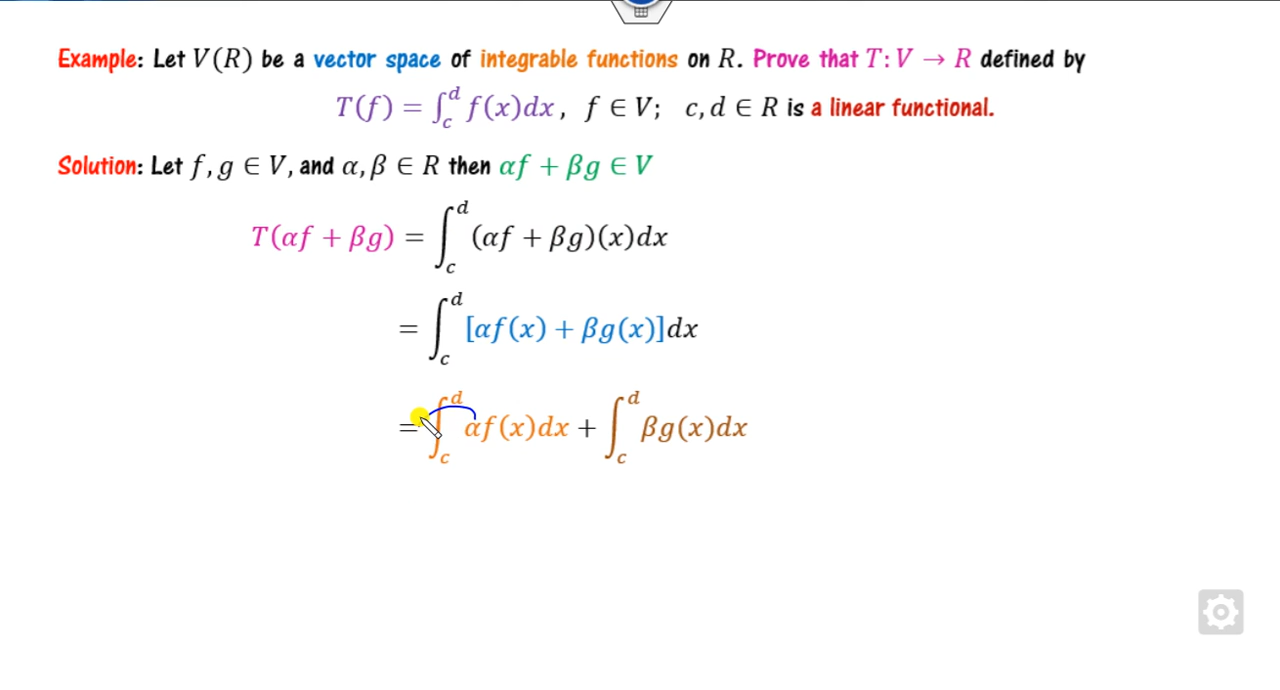 Example: Let V(R) be a vector space of integrable functions on R. Prove that T: V → R defined by
T(f) = ∫_c^d f(x)dx, f ∈ V; c, d ∈ R is a linear functional.
Solution: Let f, g ∈ V, and α, β ∈ R then αf + βg ∈ V
T(αf + βg) = ∫_c^d (αf + βg)(x)dx
= ∫_c^d [αf(x) + βg(x)]dx
= ∫_c^d αf(x)dx + ∫_c^d βg(x)dx